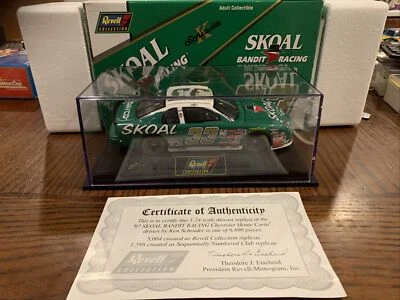 Revell
COLLECTION
Adult Collectible
SKOAL
BANDIT RACING
SKOAL
33
Revell
COLLECTION
Certificate of Authenticity
This is to certify this 1:24 scale diecast replica of the
'97 SKOAL BANDIT RACING Chevrolet Monte Carlo
driven by Ken Schrader is one of 6,600 pieces
5,004 created as Revell Collection replicas
1,596 created as Sequentially Numbered Club replicas
Revell
COLLECTION
Theodore J. Eischeid
President Revell-Monogram, Inc.